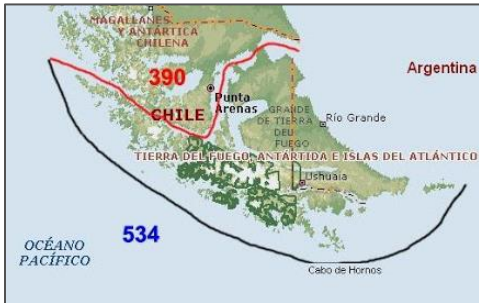 MAGALLANES
Y ANTÁRTICA
CHILENA
390
Argentina
Punta
Arenas
CHILE
GRANDE
DE TIERRA
DEL
FUEGO
Río Grande
TIERRA DEL FUEGO, ANTÁRTIDA E ISLAS DEL ATLÁNTICO
Ushuaia
534
OCÉANO
PACÍFICO
Cabo de Hornos